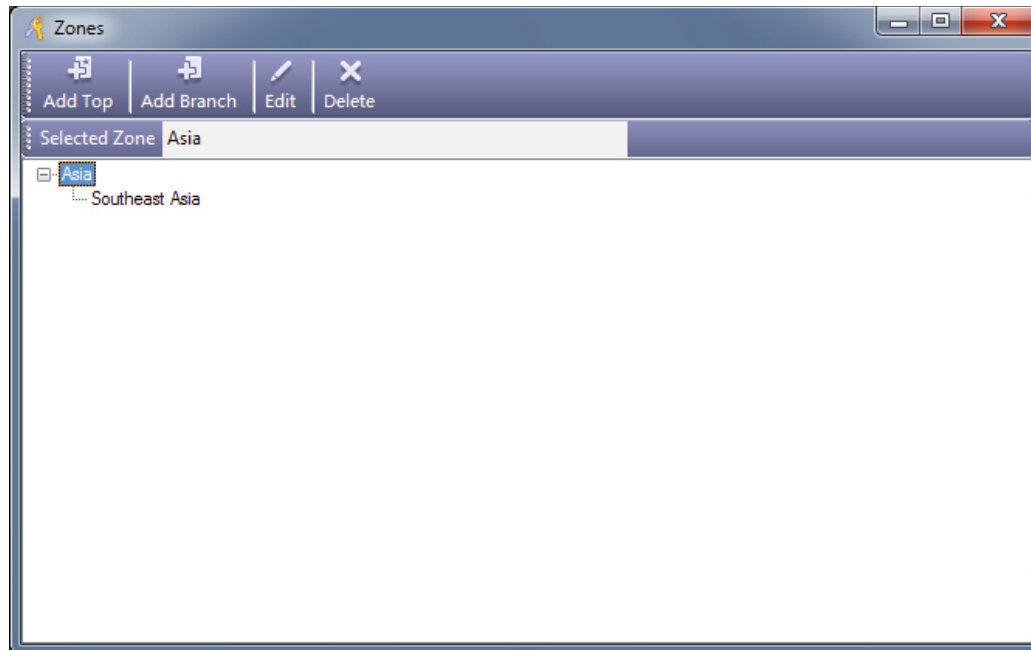 Zones
Add Top Add Branch Edit Delete
Selected Zone Asia
Asia
Southeast Asia